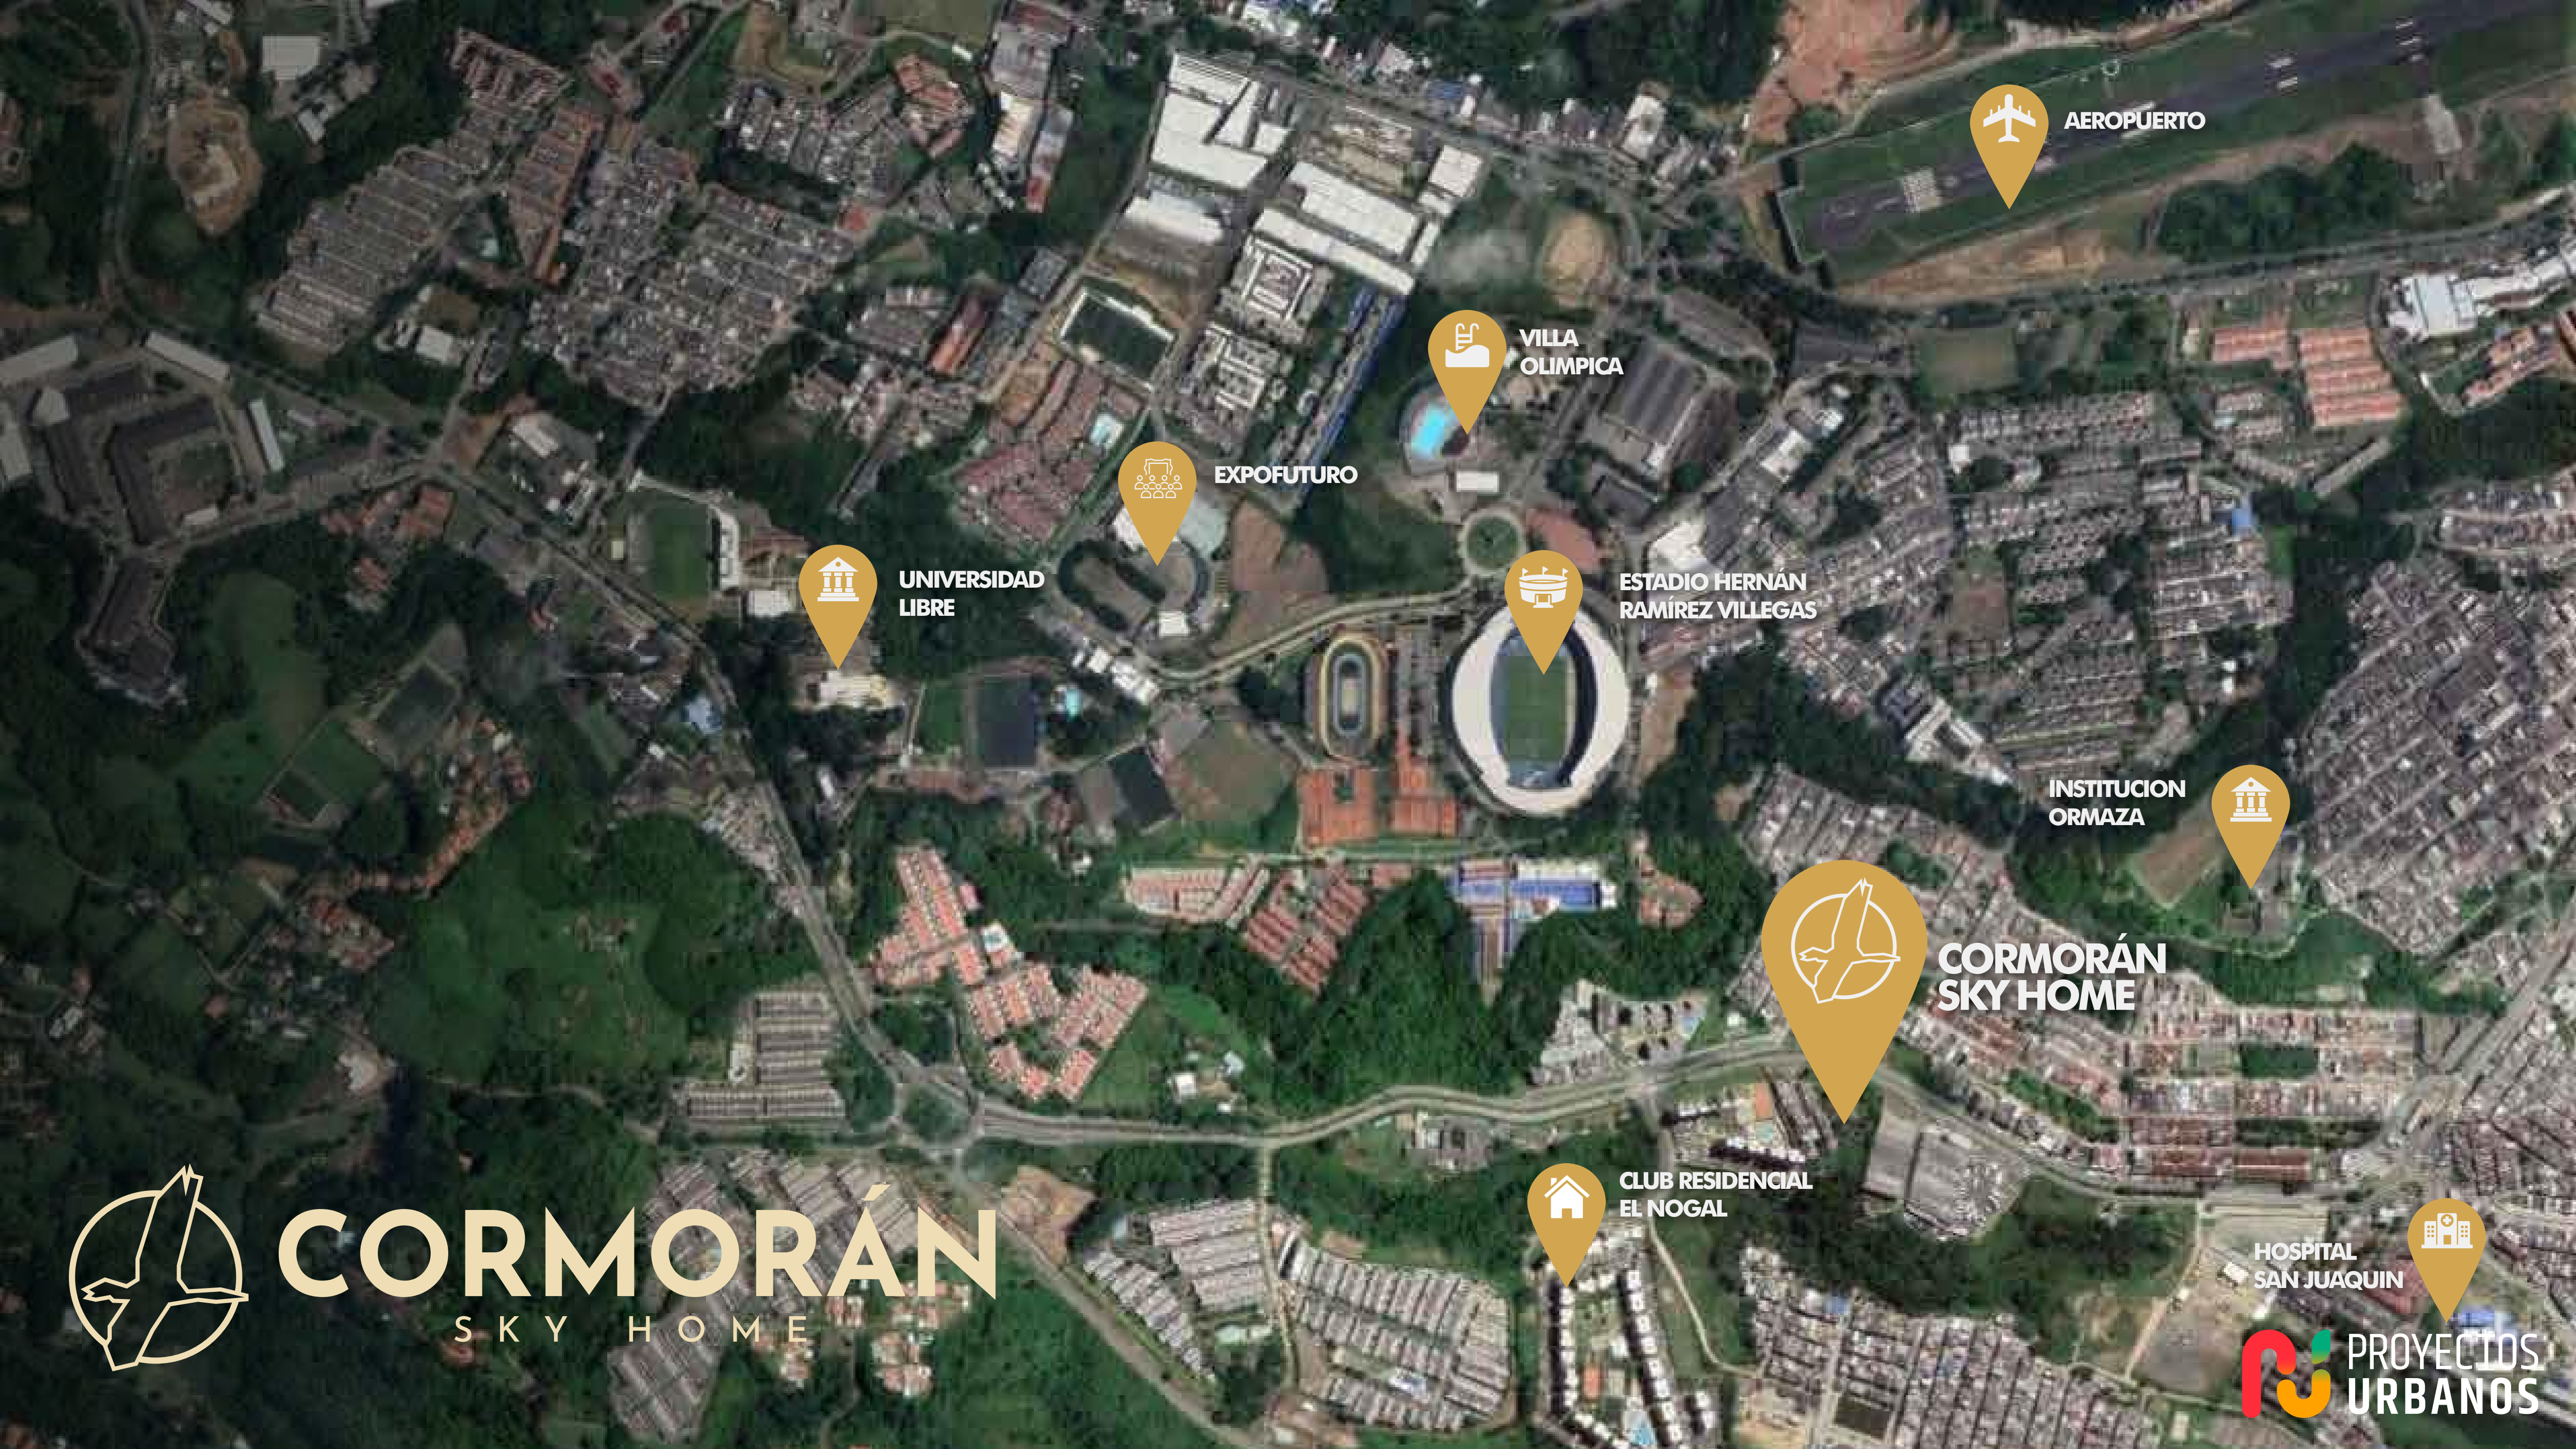 AEROPUERTO
VILLA
OLIMPICA
EXPOFUTURO
UNIVERSIDAD
LIBRE
ESTADIO HERNÁN
RAMÍREZ VILLEGAS
INSTITUCION
ORMAZA
CORMORÁN
SKY HOME
CLUB RESIDENCIAL
EL NOGAL
HOSPITAL
SAN JUAQUIN
CORMORÁN
SKY HOME
PROYECTOS
URBANOS